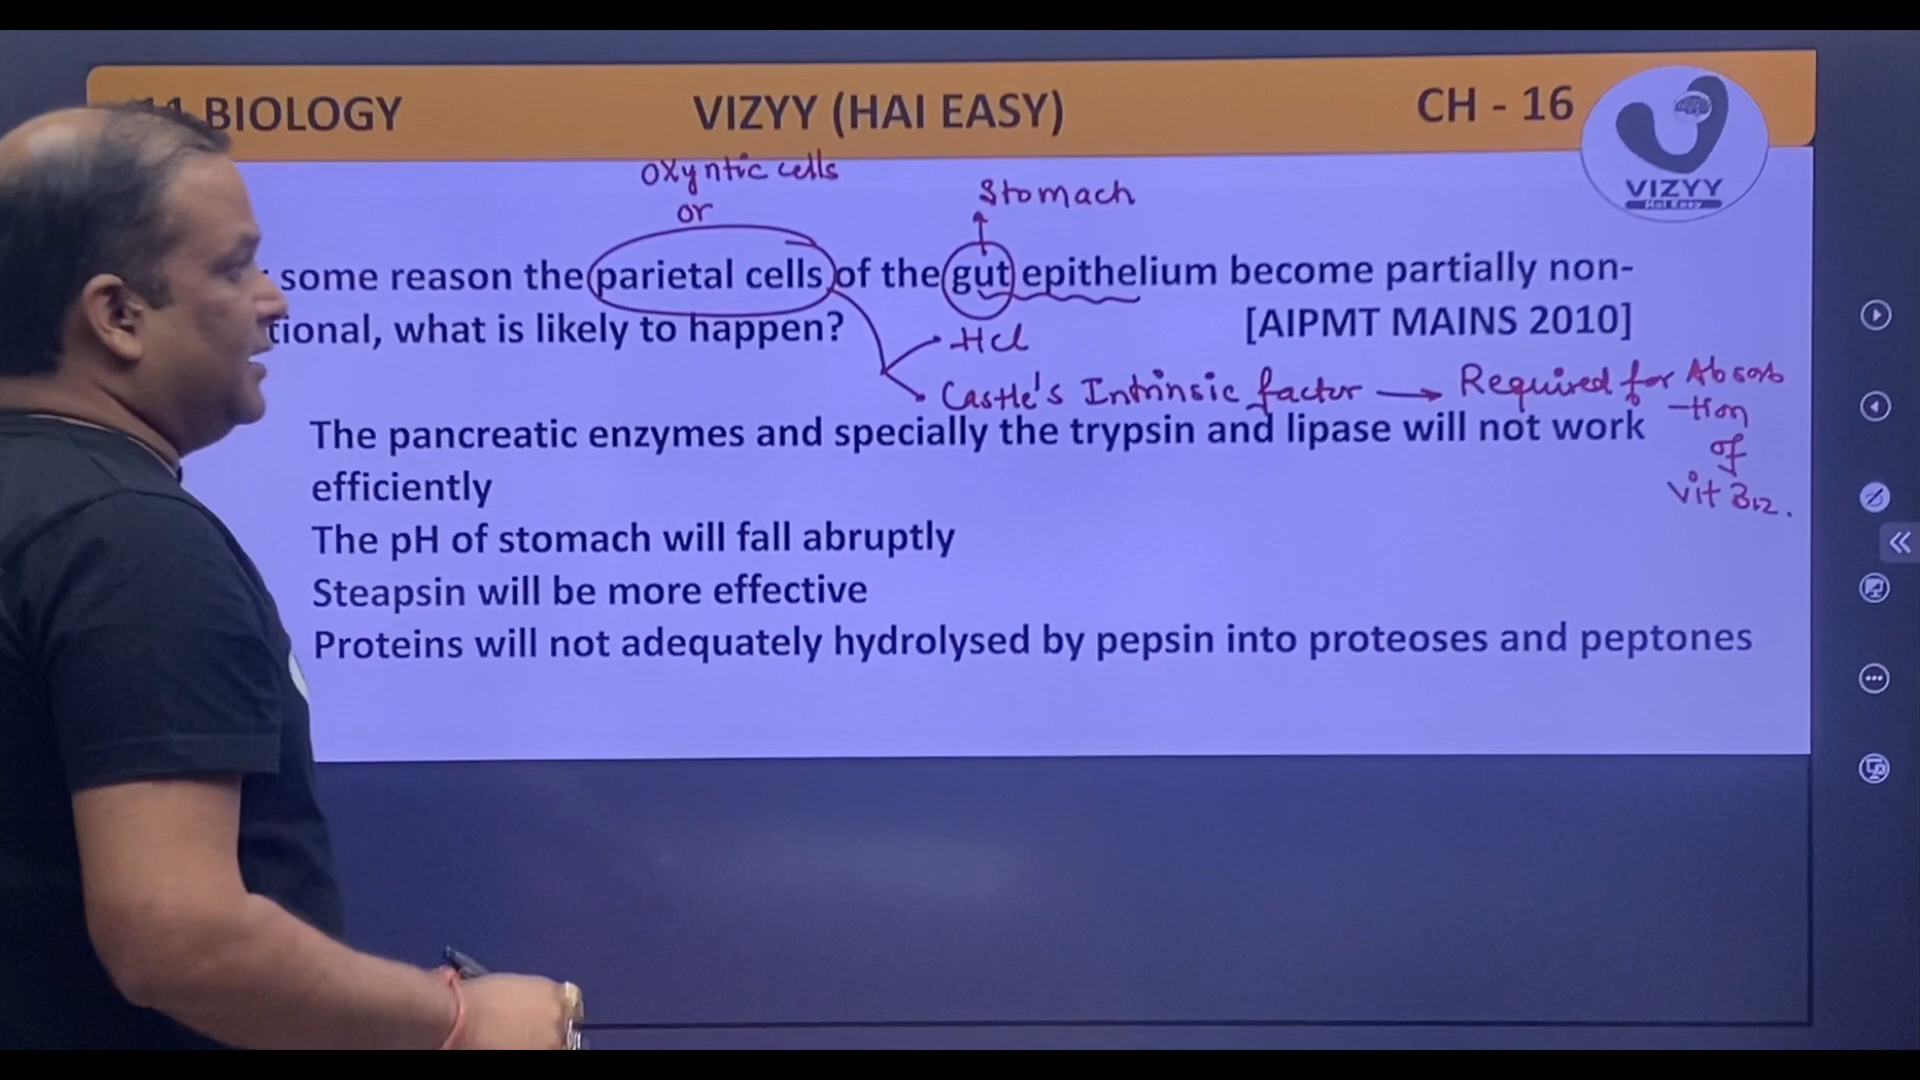 11 BIOLOGY VIZYY (HAI EASY) CH - 16
VIZYY
Hai Easy
oxyntic cells
or
Stomach
some reason the parietal cells of the gut epithelium become partially non-
tional, what is likely to happen? [AIPMT MAINS 2010]
HCl
Castle's Intrinsic factor → Required for Absorb
-tion
of
Vit B12.
The pancreatic enzymes and specially the trypsin and lipase will not work
efficiently
The pH of stomach will fall abruptly
Steapsin will be more effective
Proteins will not adequately hydrolysed by pepsin into proteoses and peptones